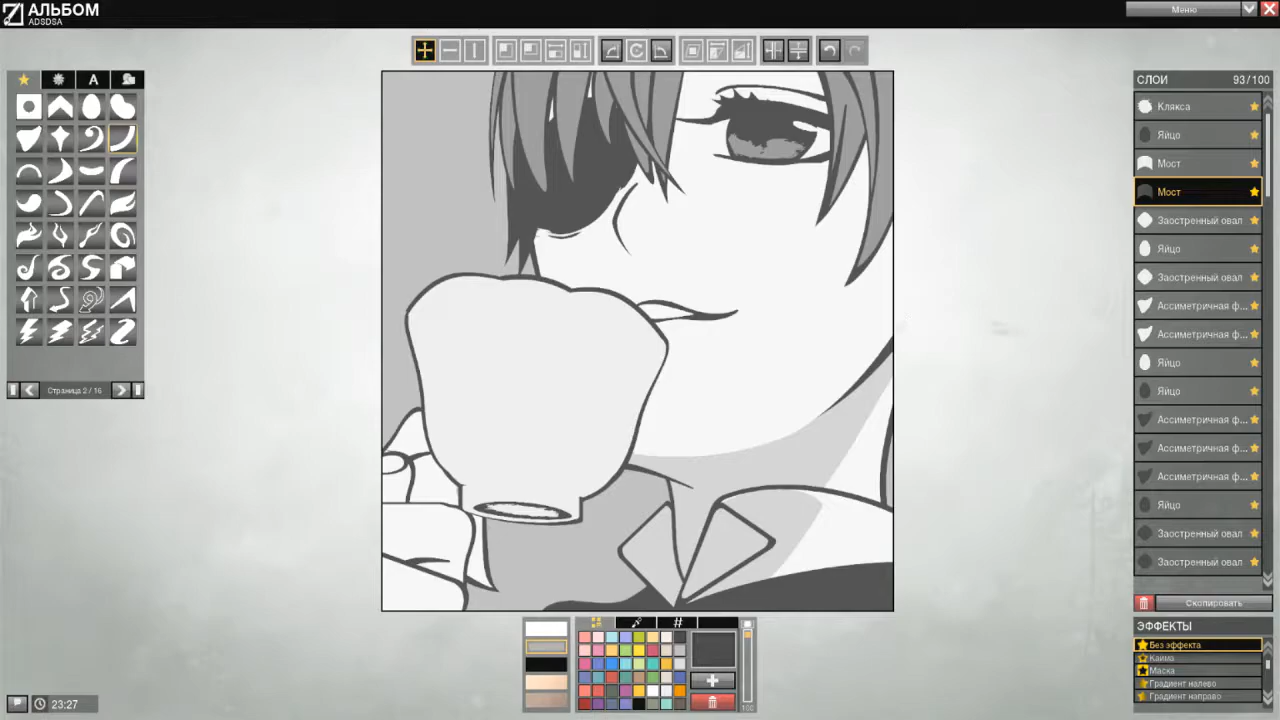 АЛЬБОМ
ADSDSA
Меню
A
Страница 2 / 16
СЛОИ 93/100
Клякса
Яйцо
Мост
Мост
Заостренный овал
Яйцо
Заостренный овал
Ассиметричная ф...
Ассиметричная ф...
Яйцо
Яйцо
Ассиметричная ф...
Ассиметричная ф...
Ассиметричная ф...
Яйцо
Заостренный овал
Заостренный овал
Скопировать
ЭФФЕКТЫ
Без эффекта
Кайма
Маска
Градиент налево
Градиент направо
#
100
23:27